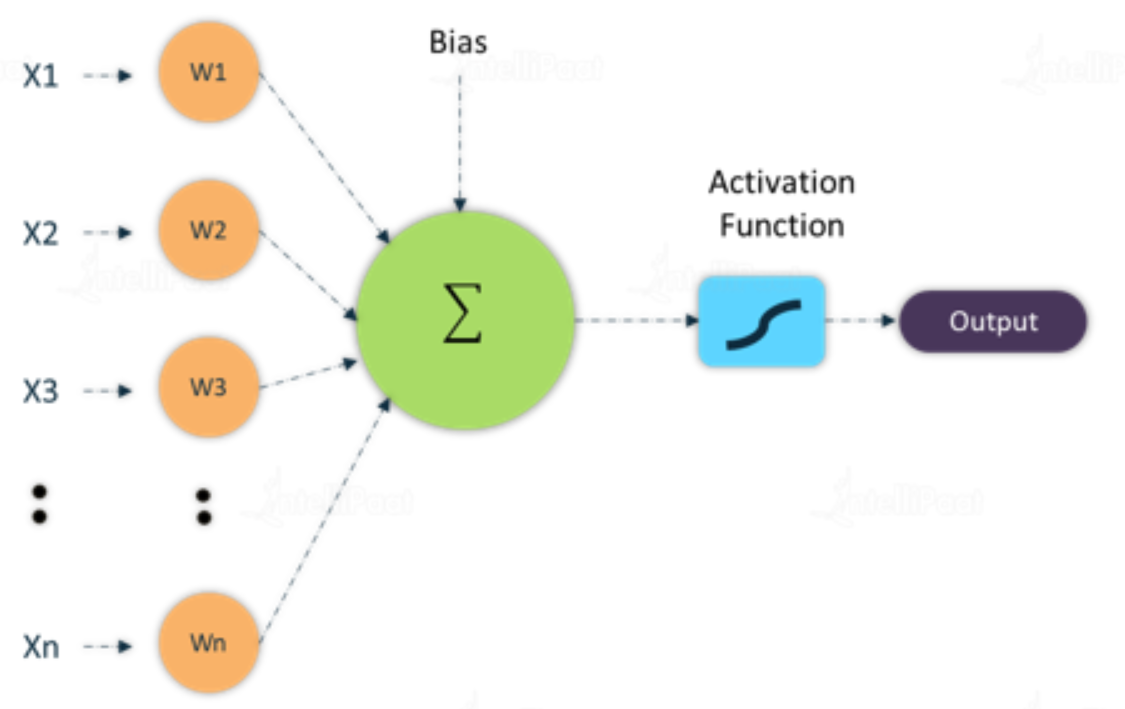 Bias
X1
W1
Activation
Function
X2
W2
Σ
Output
X3
W3
Xn
Wn